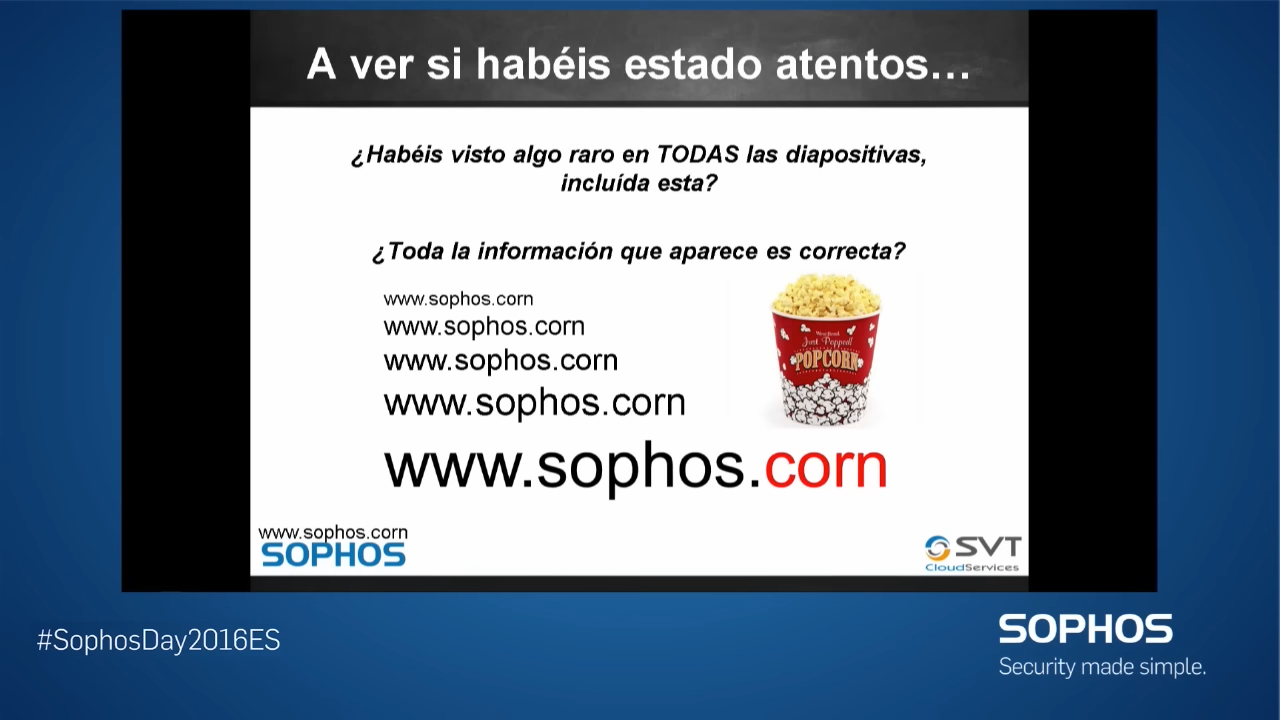 A ver si habéis estado atentos...
¿Habéis visto algo raro en TODAS las diapositivas,
incluída esta?
¿Toda la información que aparece es correcta?
www.sophos.corn
www.sophos.corn
www.sophos.corn
www.sophos.corn
www.sophos.corn
Just Popped!
POPCORN
www.sophos.corn
SOPHOS
SVT
CloudServices
#SophosDay2016ES
SOPHOS
Security made simple.